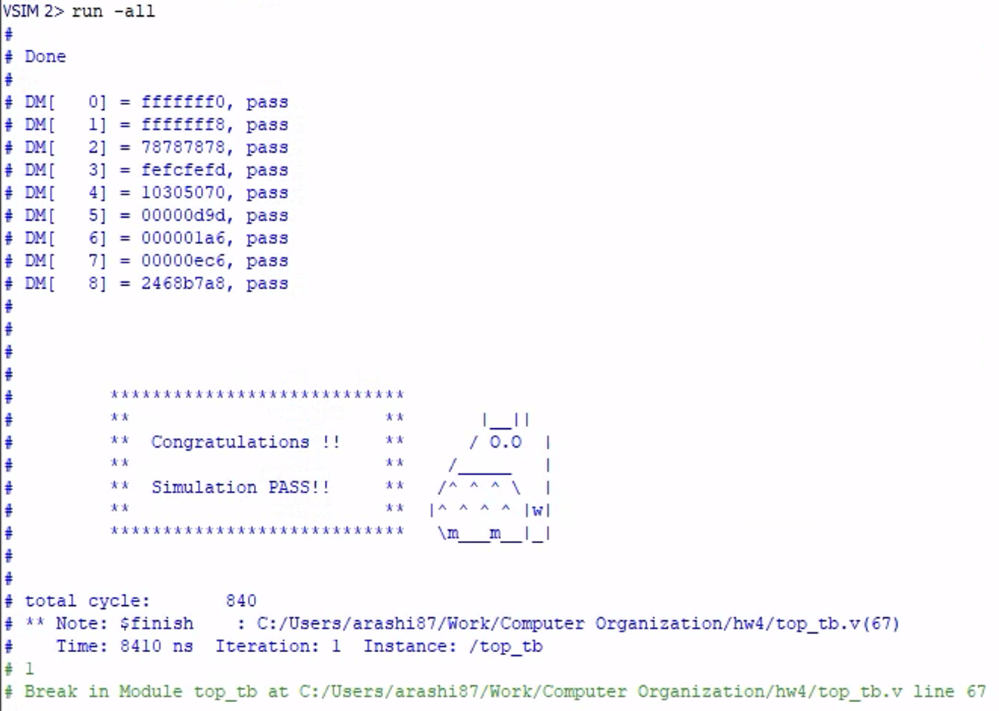 VSIM 2> run -all
#
# Done
#
# DM[   0] = fffffff0, pass
# DM[   1] = fffffff8, pass
# DM[   2] = 78787878, pass
# DM[   3] = fefcfefd, pass
# DM[   4] = 10305070, pass
# DM[   5] = 00000d9d, pass
# DM[   6] = 000001a6, pass
# DM[   7] = 00000ec6, pass
# DM[   8] = 2468b7a8, pass
#
#
#
#
#         ****************************
#         **                        **       |__||
#         **  Congratulations !!    **      / O.O  |
#         **                        **    /_____   |
#         **  Simulation PASS!!     **   /^ ^ ^ \  |
#         **                        **  |^ ^ ^ ^ |w|
#         ****************************   \m___m__|_|
#
#
# total cycle:       840
# ** Note: $finish    : C:/Users/arashi87/Work/Computer Organization/hw4/top_tb.v(67)
#    Time: 8410 ns  Iteration: 1  Instance: /top_tb
# 1
# Break in Module top_tb at C:/Users/arashi87/Work/Computer Organization/hw4/top_tb.v line 67